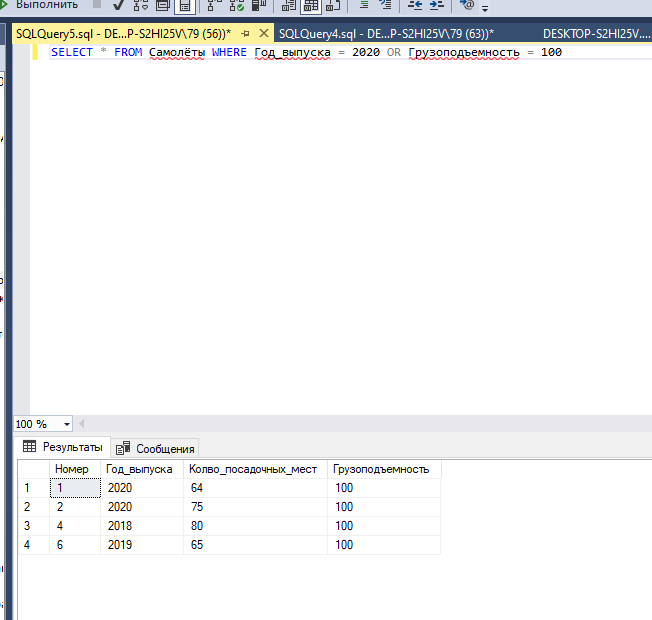 Выполнить
SQLQuery5.sql - DE...P-S2HI25V\79 (56))* SQLQuery4.sql - DE...P-S2HI25V\79 (63))* DESKTOP-S2HI25V....
SELECT * FROM Самолёты WHERE Год_выпуска = 2020 OR Грузоподъемность = 100
100 %
Результаты Сообщения
Номер Год_выпуска Колво_посадочных_мест Грузоподъемность
1 1 2020 64 100
2 2 2020 75 100
3 4 2018 80 100
4 6 2019 65 100